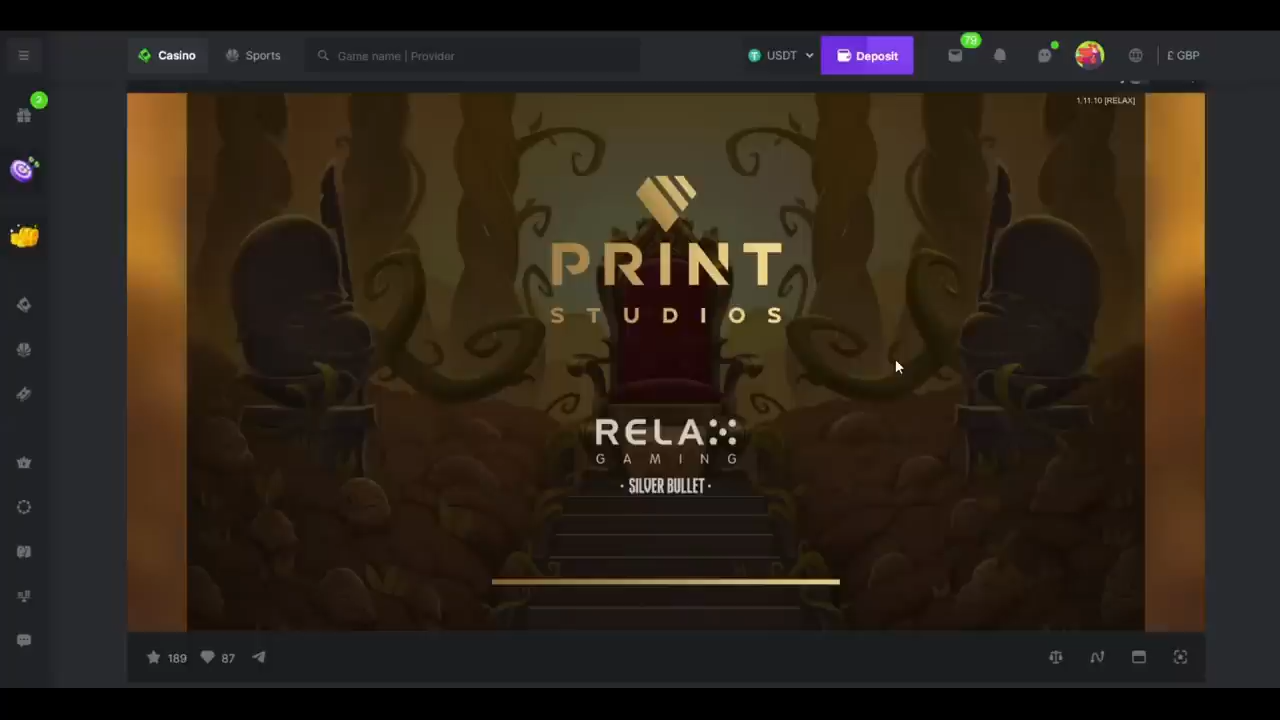 Casino
Sports
Game name | Provider
USDT
Deposit
79
£ GBP
2
1.11.10 [RELAX]
PRINT
STUDIOS
RELAX
GAMING
· SILVER BULLET ·
189
87